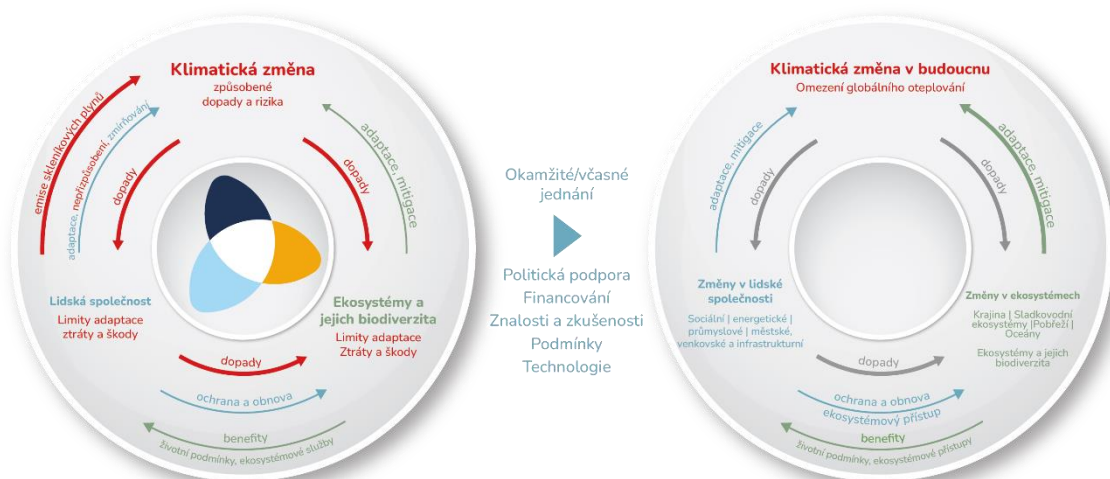 Klimatická změna
způsobené
dopady a rizika
emise skleníkových plynů
adaptace, nepřizpůsobení, zmírňování
dopady
dopady
adaptace, mitigace
Lidská společnost
Limity adaptace
ztráty a škody
Ekosystémy a
jejich biodiverzita
Limity adaptace
Ztráty a škody
dopady
ochrana a obnova
benefity
životní podmínky, ekosystémové služby
Okamžité/včasné
jednání
Politická podpora
Financování
Znalosti a zkušenosti
Podmínky
Technologie
Klimatická změna v budoucnu
Omezení globálního oteplování
adaptace, mitigace
dopady
dopady
adaptace, mitigace
Změny v lidské
společnosti
Sociální | energetické |
průmyslové | městské,
venkovské a infrastrukturní
Změny v ekosystémech
Krajina | Sladkovodní
ekosystémy |Pobřeží |
Oceány
Ekosystémy a jejich
biodiverzita
dopady
ochrana a obnova
ekosystémový přístup
benefity
životní podmínky, ekosystémové přístupy